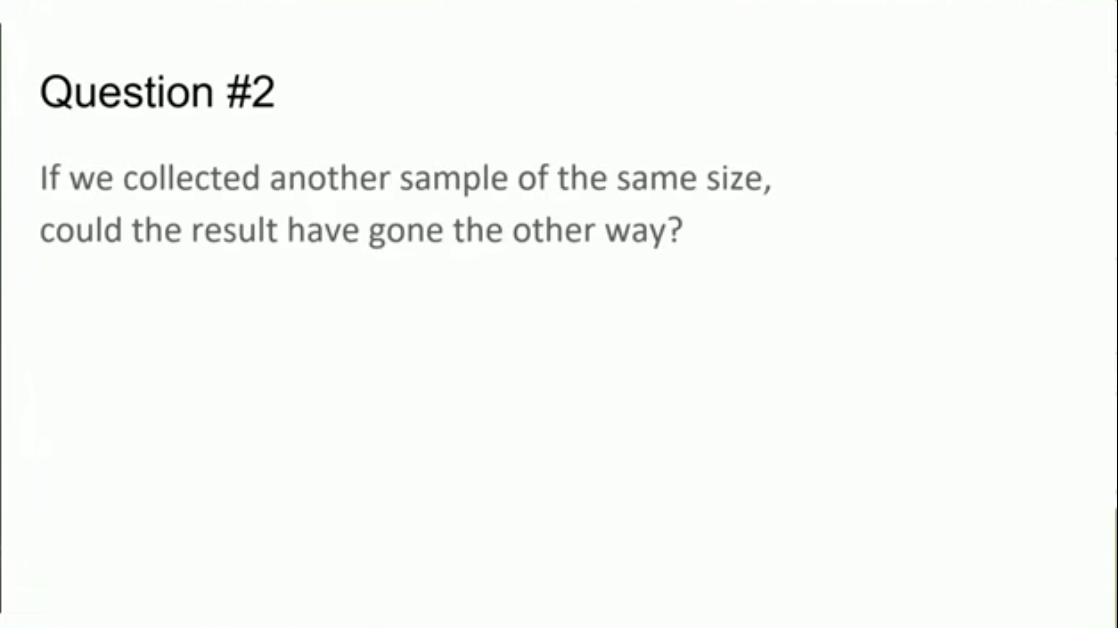 Question #2
If we collected another sample of the same size,
could the result have gone the other way?